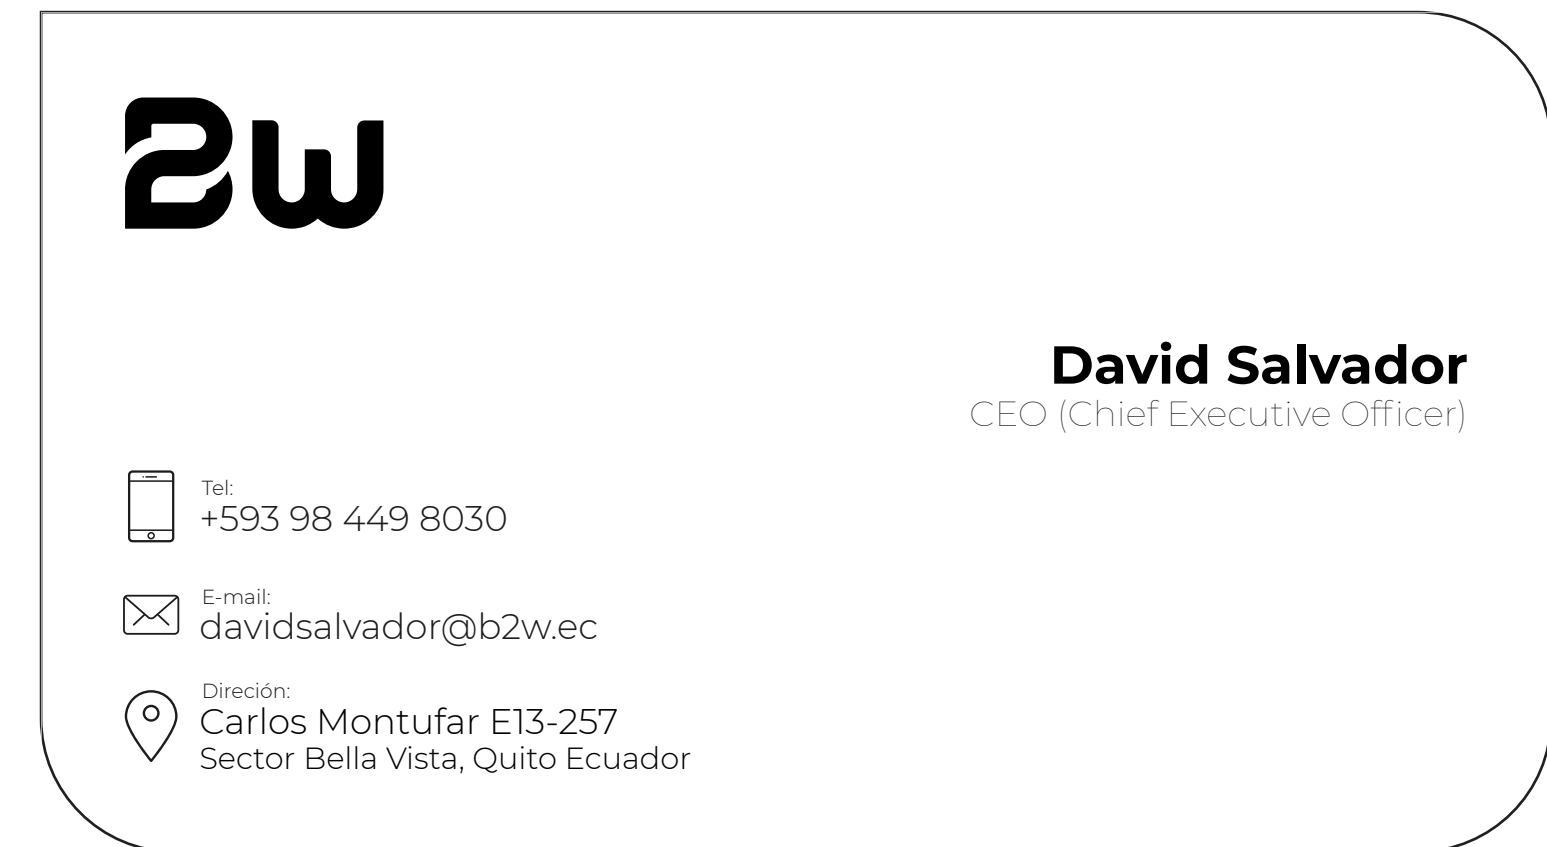 B2w
David Salvador
CEO (Chief Executive Officer)
Tel:
+593 98 449 8030
E-mail:
davidsalvador@b2w.ec
Direción:
Carlos Montufar E13-257
Sector Bella Vista, Quito Ecuador